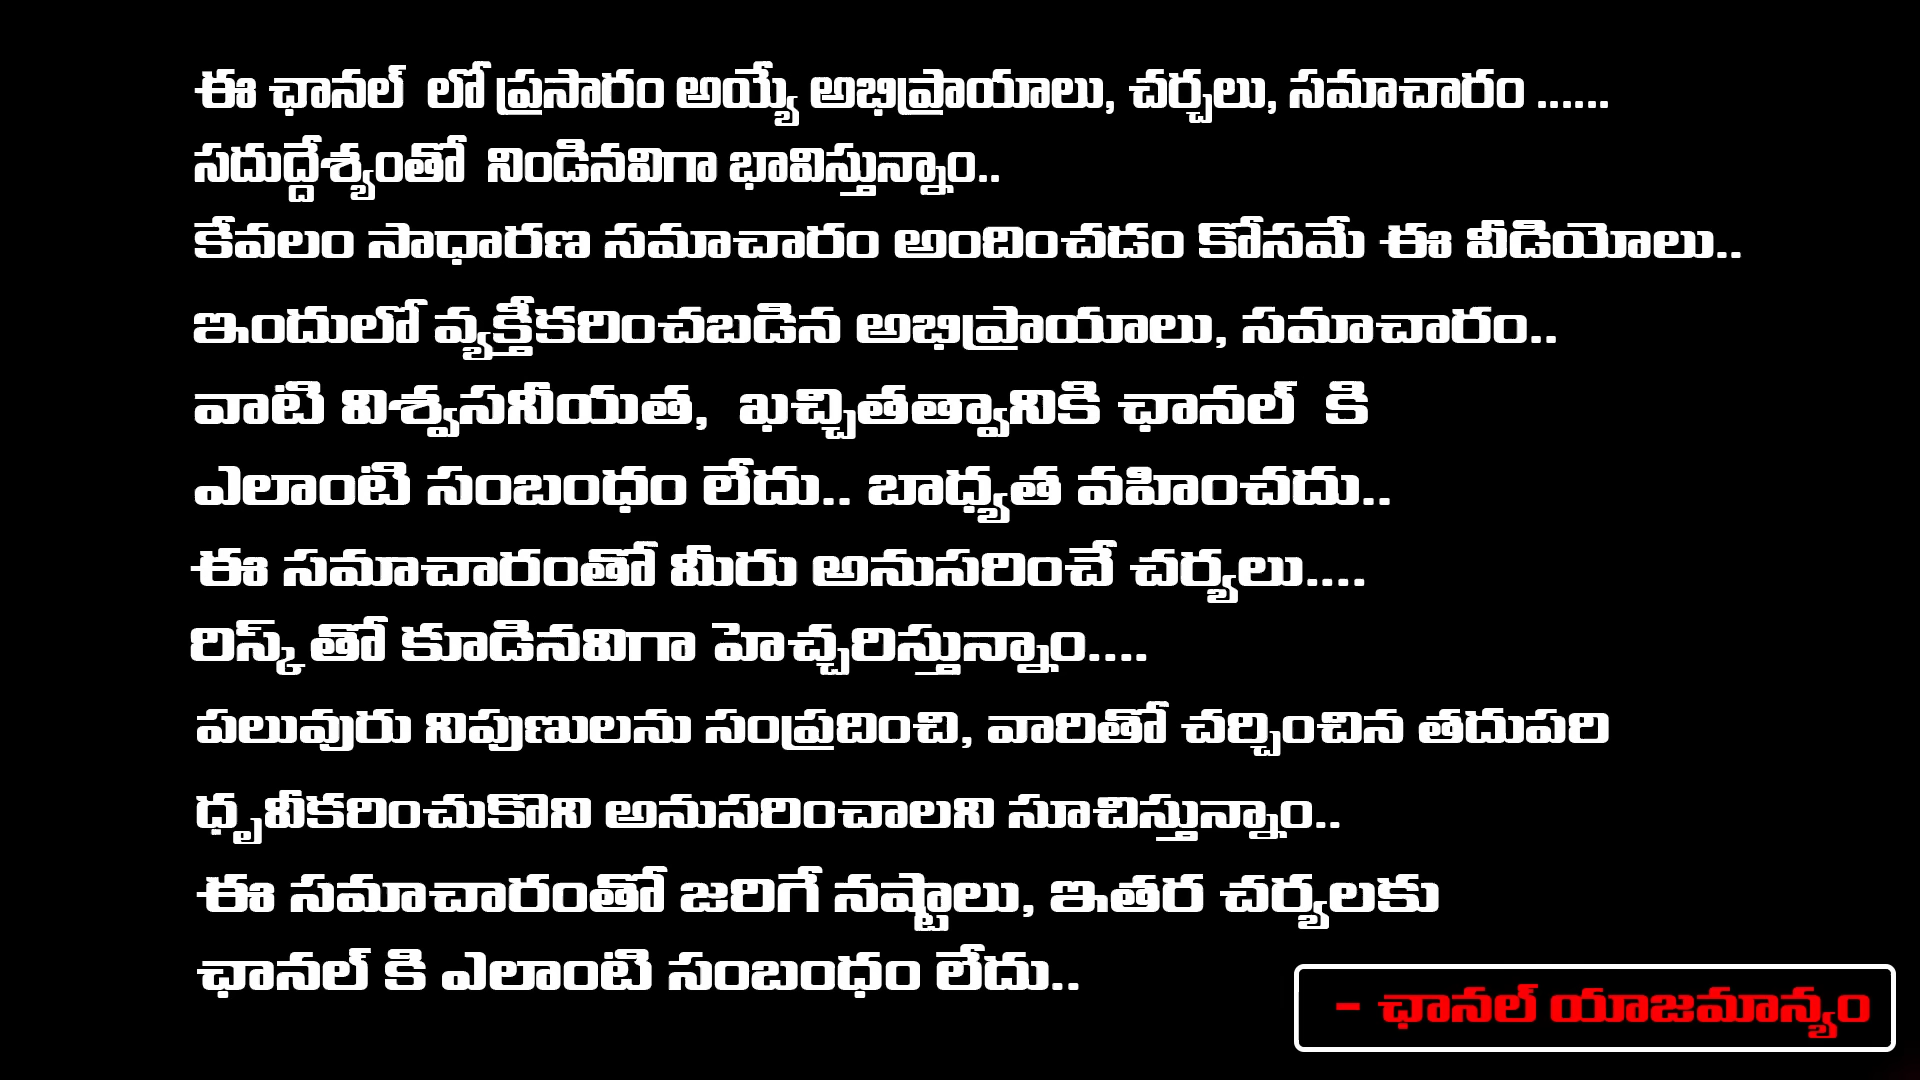 ఈ ఛానల్ లో ప్రసారం అయ్యే అభిప్రాయాలు, చర్చలు, సమాచారం ......
సదుద్దేశ్యంతో నిండినవిగా భావిస్తున్నాం..
కేవలం సాధారణ సమాచారం అందించడం కోసమే ఈ వీడియోలు..
ఇందులో వ్యక్తీకరించబడిన అభిప్రాయాలు, సమాచారం..
వాటి విశ్వసనీయత, ఖచ్చితత్వానికి ఛానల్ కి
ఎలాంటి సంబంధం లేదు.. బాధ్యత వహించదు..
ఈ సమాచారంతో మీరు అనుసరించే చర్యలు....
రిస్క్ తో కూడినవిగా హెచ్చరిస్తున్నాం....
పలువురు నిపుణులను సంప్రదించి, వారితో చర్చించిన తదుపరి
ధృవీకరించుకొని అనుసరించాలని సూచిస్తున్నాం..
ఈ సమాచారంతో జరిగే నష్టాలు, ఇతర చర్యలకు
ఛానల్ కి ఎలాంటి సంబంధం లేదు..
- ఛానల్ యాజమాన్యం